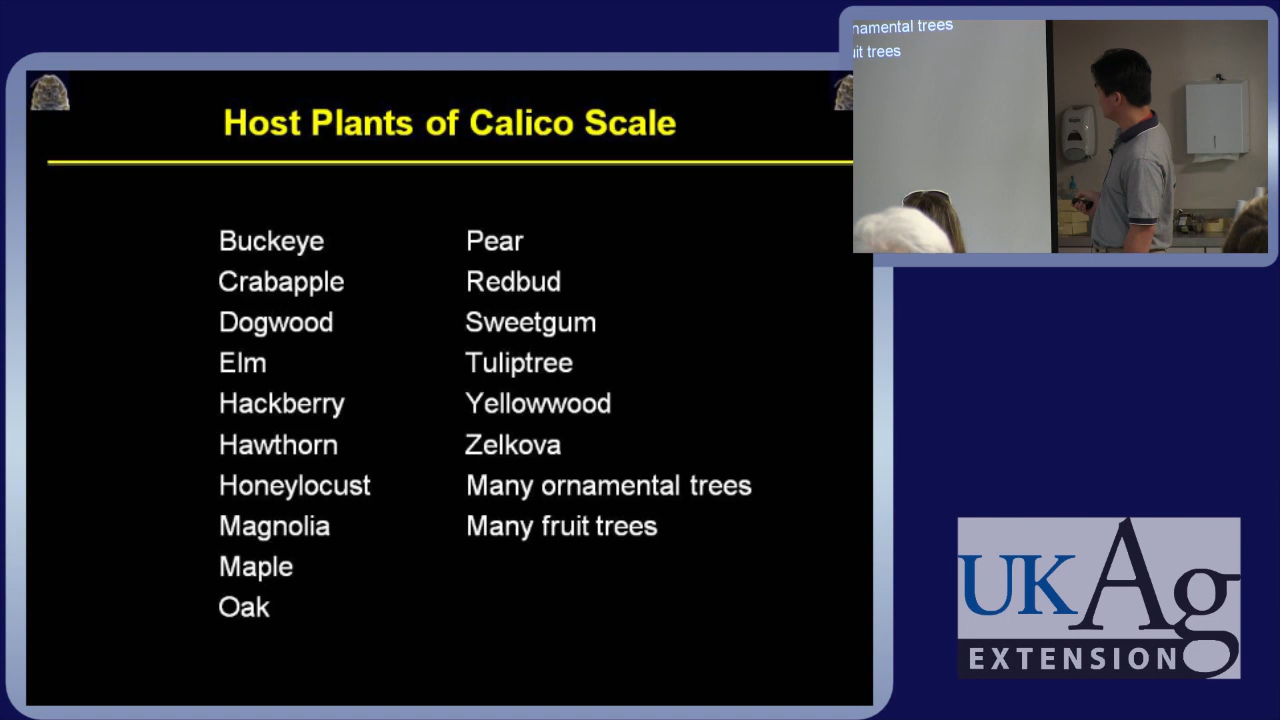 Host Plants of Calico Scale
Buckeye
Crabapple
Dogwood
Elm
Hackberry
Hawthorn
Honeylocust
Magnolia
Maple
Oak
Pear
Redbud
Sweetgum
Tuliptree
Yellowwood
Zelkova
Many ornamental trees
Many fruit trees
namental trees
uit trees
UKAg
EXTENSION